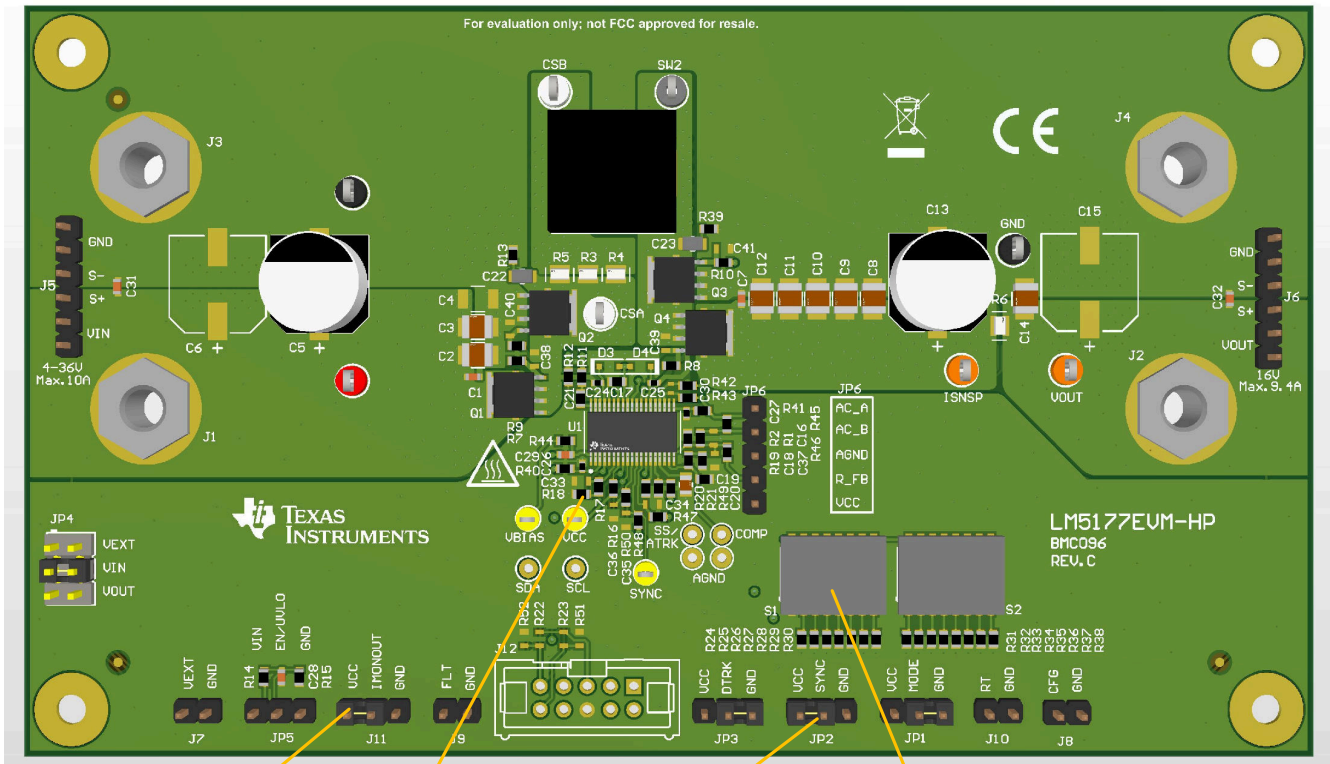 For evaluation only; not FCC approved for resale.
CSB
SW2
J3
J4
GND
S-
S+
VIN
J5
C31
4-36V
Max.10A
C6
C5
J1
R13
R5
R3
R4
C22
R39
C23
C41
R10
Q3
C7
C12
C11
C10
C9
C8
C13
GND
C15
R6
C14
C32
GND
S-
S+
VOUT
J6
16V
Max.9.4A
J2
C4
C3
C2
C1
C40
C38
Q2
Q1
CSA
Q4
C39
R12
R11
D3
D4
R8
C21
C24
C17
C25
C30
R42
R43
U1
TEXAS INSTRUMENTS
R9
R7
R44
C29
C26
R40
C33
R18
R17
JP6
C27
R41
R45
R2
R1
C16
R46
R19
C18
C37
C19
R20
R21
R49
C20
C34
R47
JP6
AC_A
AC_B
AGND
R_FB
VCC
ISNSP
VOUT
TEXAS
INSTRUMENTS
LM5177EVM-HP
BMC096
REV.C
JP4
VEXT
VIN
VOUT
VBIAS
VCC
R16
C36
R50
C35
R48
SS/
ATRK
COMP
AGND
SDA
SCL
SYNC
S1
S2
R24
R25
R26
R27
R28
R29
R30
R31
R32
R33
R34
R35
R36
R37
R38
R22
R23
R51
J12
VEXT
GND
J7
VIN
EN/UVLO
GND
R14
C28
R15
JP5
VCC
IMONOUT
GND
J11
FLT
GND
J9
VCC
DTRK
GND
JP3
VCC
SYNC
GND
JP2
VCC
MODE
GND
JP1
RT
GND
J10
CFG
GND
J8